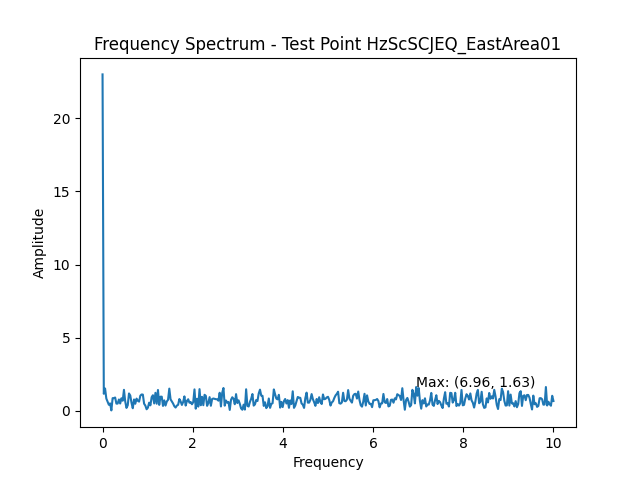 Frequency Spectrum - Test Point HzScSCJEQ_EastArea01
Amplitude
20
15
10
5
0
Max: (6.96, 1.63)
0 2 4 6 8 10
Frequency